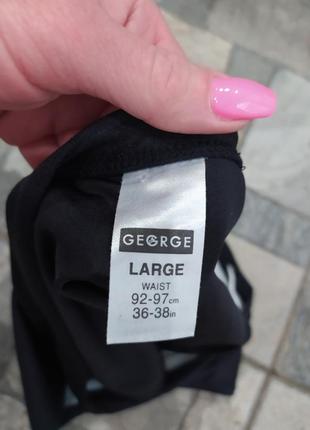 GEORGE
LARGE
WAIST
92-97cm
36-38in